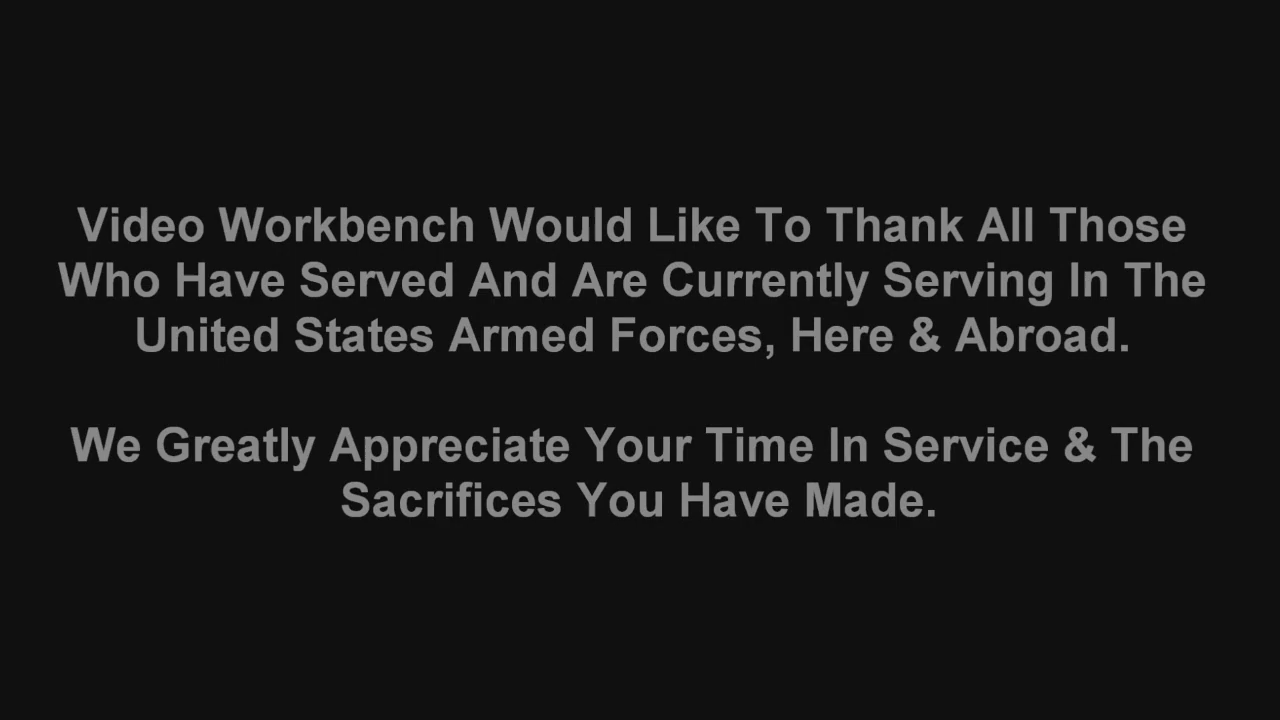 Video Workbench Would Like To Thank All Those
Who Have Served And Are Currently Serving In The
United States Armed Forces, Here & Abroad.
We Greatly Appreciate Your Time In Service & The
Sacrifices You Have Made.